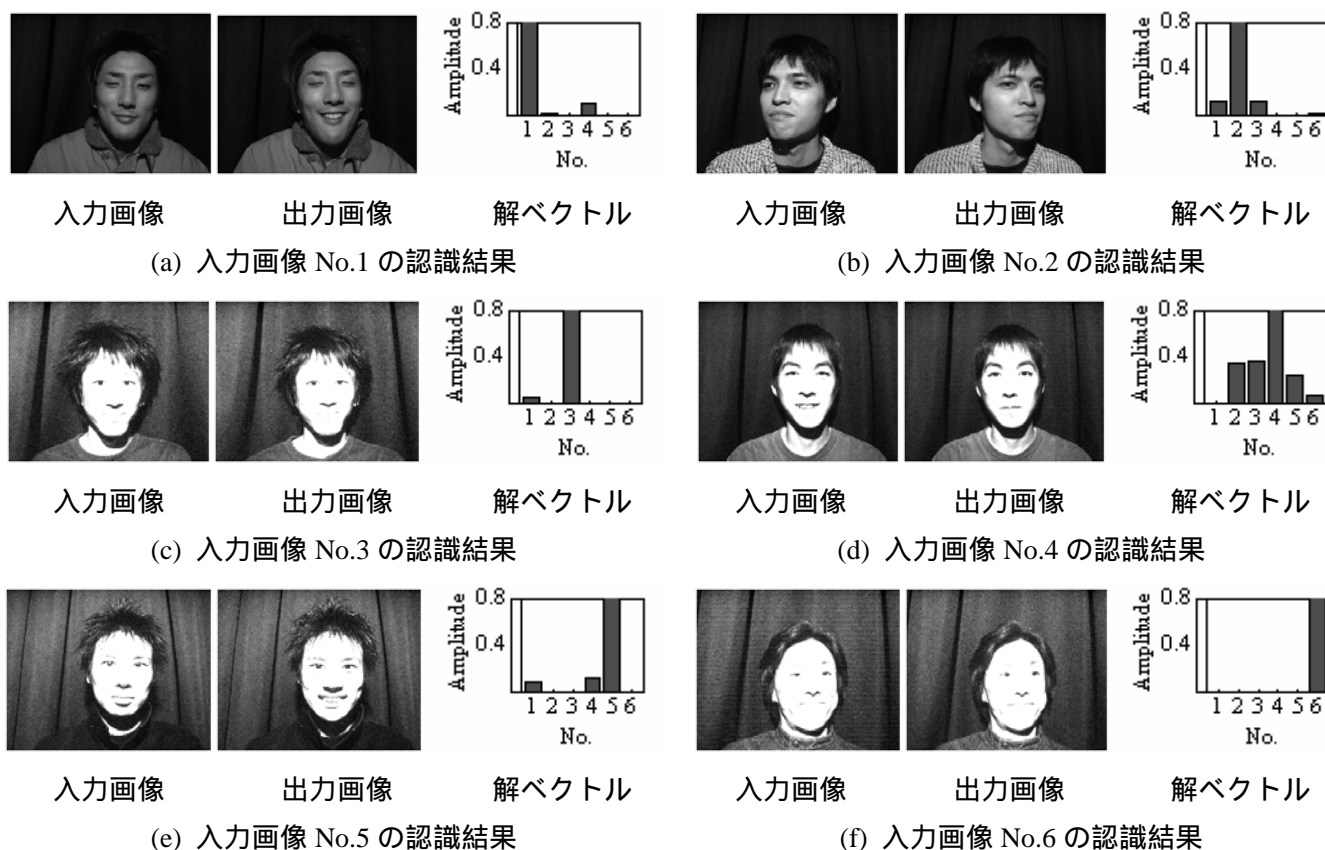 Amplitude
0.8
0.4
1 2 3 4 5 6
No.
入力画像 出力画像 解ベクトル
(a) 入力画像 No.1 の認識結果
Amplitude
0.8
0.4
1 2 3 4 5 6
No.
入力画像 出力画像 解ベクトル
(b) 入力画像 No.2 の認識結果
Amplitude
0.8
0.4
1 2 3 4 5 6
No.
入力画像 出力画像 解ベクトル
(c) 入力画像 No.3 の認識結果
Amplitude
0.8
0.4
1 2 3 4 5 6
No.
入力画像 出力画像 解ベクトル
(d) 入力画像 No.4 の認識結果
Amplitude
0.8
0.4
1 2 3 4 5 6
No.
入力画像 出力画像 解ベクトル
(e) 入力画像 No.5 の認識結果
Amplitude
0.8
0.4
1 2 3 4 5 6
No.
入力画像 出力画像 解ベクトル
(f) 入力画像 No.6 の認識結果